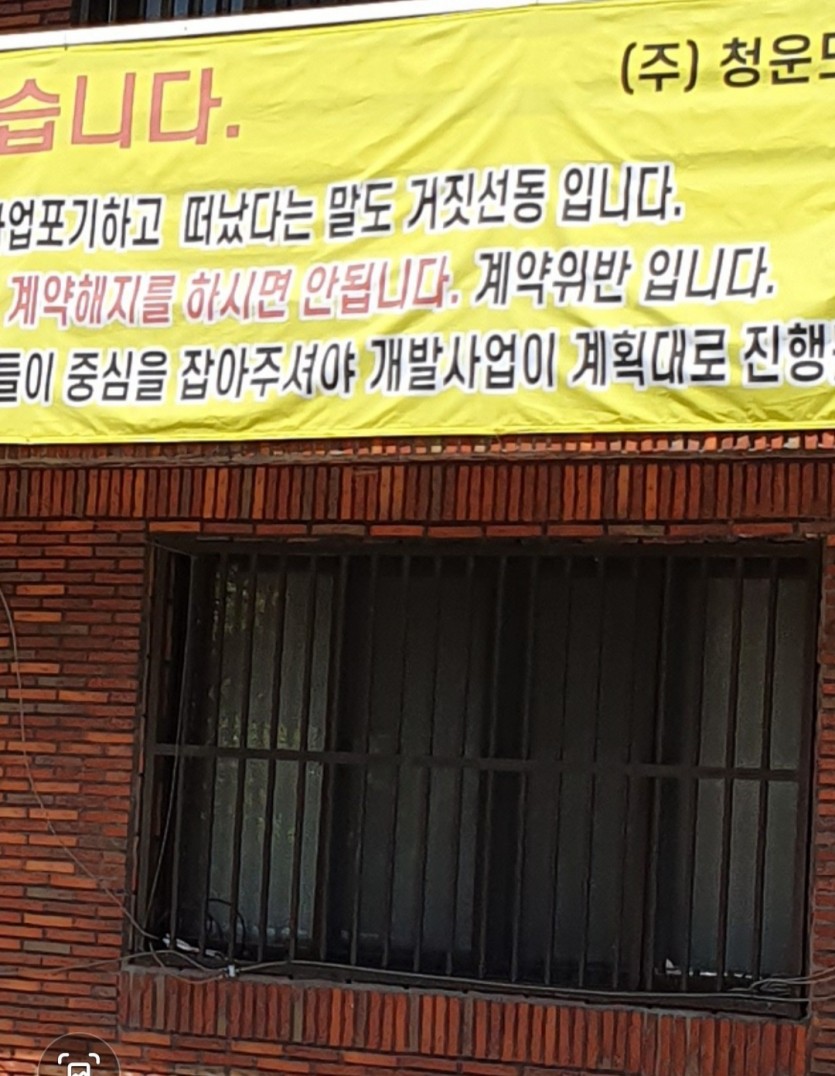 습니다. (주) 청운
업포기하고 떠났다는 말도 거짓선동 입니다.
계약해지를 하시면 안됩니다. 계약위반 입니다.
들이 중심을 잡아주셔야 개발사업이 계획대로 진행